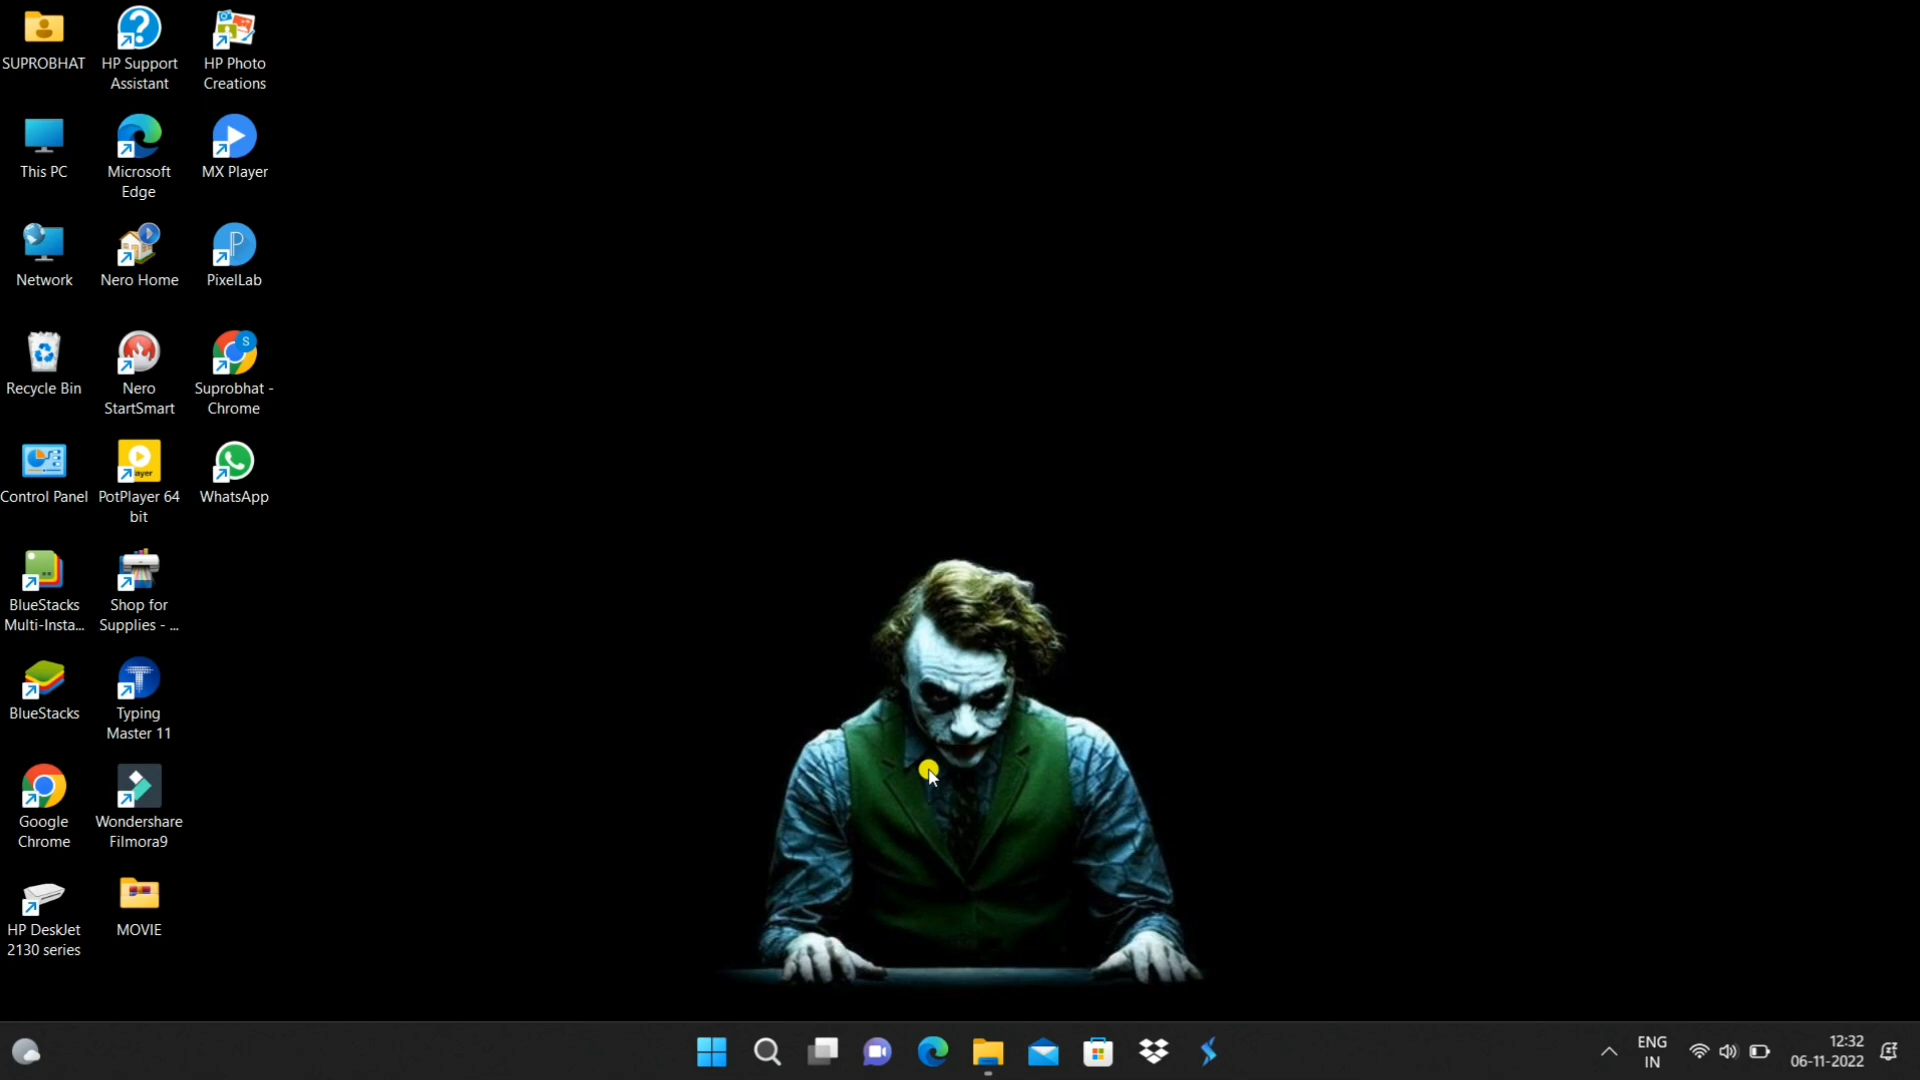 SUPROBHAT
HP Support
Assistant
HP Photo
Creations
This PC
Microsoft
Edge
MX Player
Network
Nero Home
PixelLab
Recycle Bin
Nero
StartSmart
Suprobhat -
Chrome
Control Panel
PotPlayer 64
bit
WhatsApp
BlueStacks
Multi-Insta...
Shop for
Supplies - ...
BlueStacks
Typing
Master 11
Google
Chrome
Wondershare
Filmora9
HP DeskJet
2130 series
MOVIE
ENG
IN
12:32
06-11-2022